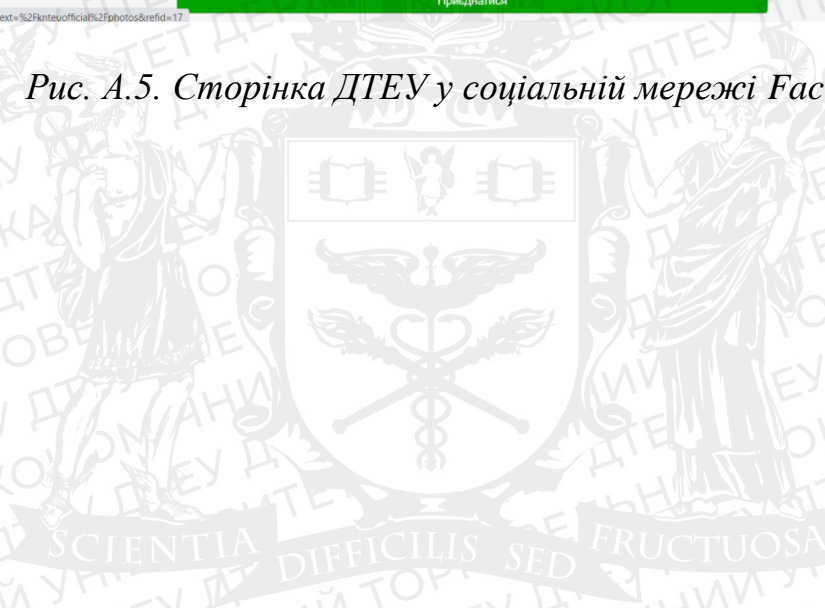 Приєднатися
ext=%2Fknteuofficial%2Fphotos&refid=17
Рис. А.5. Сторінка ДТЕУ у соціальній мережі Fac
SCIENTIA DIFFICILIS SED FRUCTUOSA